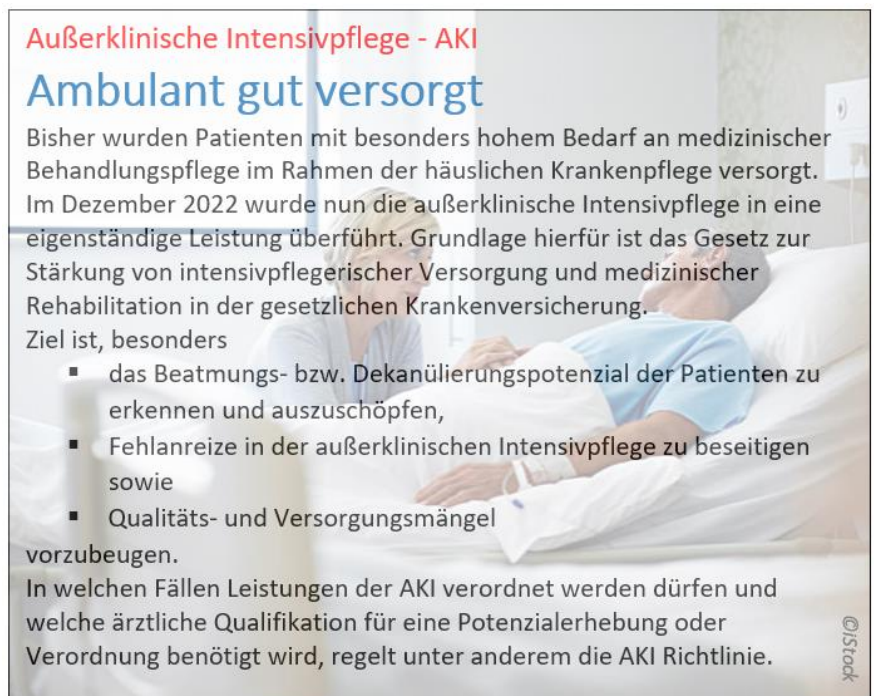 Außerklinische Intensivpflege - AKI
Ambulant gut versorgt
Bisher wurden Patienten mit besonders hohem Bedarf an medizinischer
Behandlungspflege im Rahmen der häuslichen Krankenpflege versorgt.
Im Dezember 2022 wurde nun die außerklinische Intensivpflege in eine
eigenständige Leistung überführt. Grundlage hierfür ist das Gesetz zur
Stärkung von intensivpflegerischer Versorgung und medizinischer
Rehabilitation in der gesetzlichen Krankenversicherung.
Ziel ist, besonders
▪ das Beatmungs- bzw. Dekanülierungspotenzial der Patienten zu
erkennen und auszuschöpfen,
▪ Fehlanreize in der außerklinischen Intensivpflege zu beseitigen
sowie
▪ Qualitäts- und Versorgungsmängel
vorzubeugen.
In welchen Fällen Leistungen der AKI verordnet werden dürfen und
welche ärztliche Qualifikation für eine Potenzialerhebung oder
Verordnung benötigt wird, regelt unter anderem die AKI Richtlinie.
©iStock